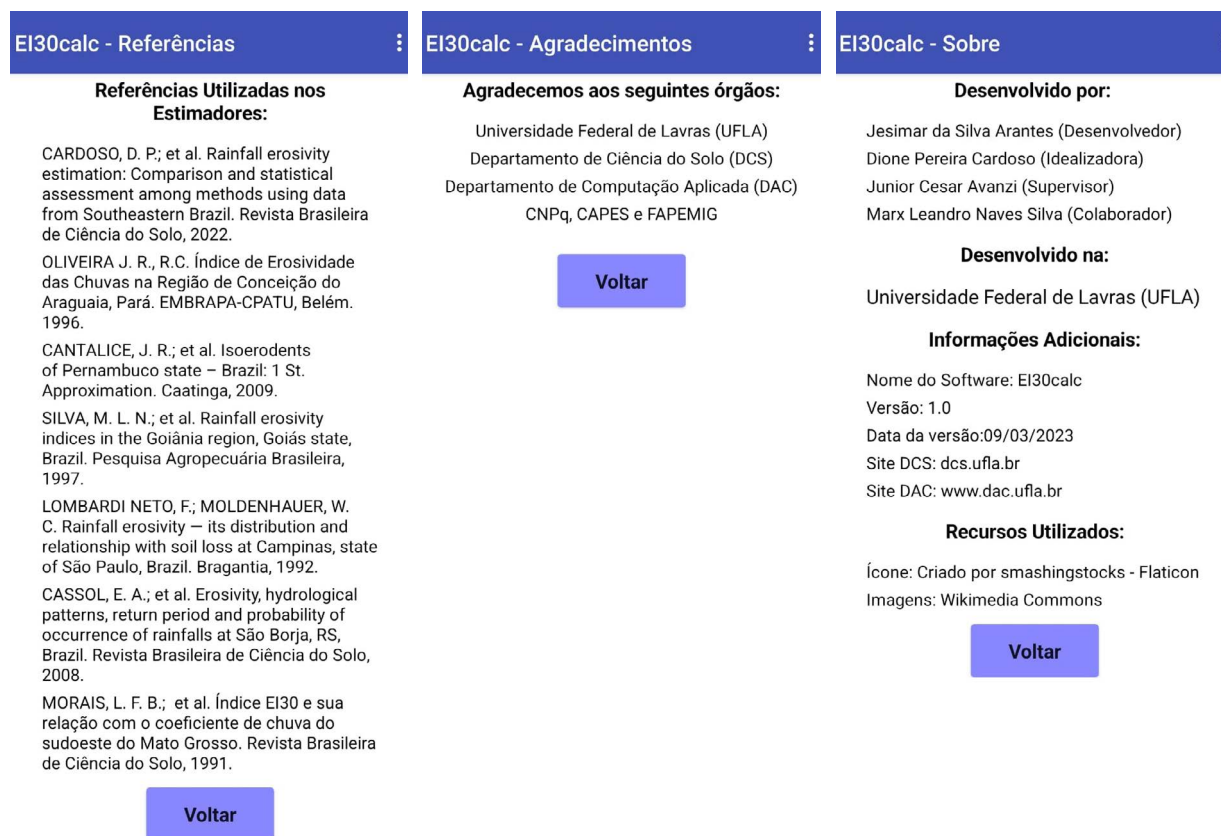 EI30calc - Referências
Referências Utilizadas nos
Estimadores:
CARDOSO, D. P.; et al. Rainfall erosivity
estimation: Comparison and statistical
assessment among methods using data
from Southeastern Brazil. Revista Brasileira
de Ciência do Solo, 2022.
OLIVEIRA J. R., R.C. Índice de Erosividade
das Chuvas na Região de Conceição do
Araguaia, Pará. EMBRAPA-CPATU, Belém.
1996.
CANTALICE, J. R.; et al. Isoerodents
of Pernambuco state – Brazil: 1 St.
Approximation. Caatinga, 2009.
SILVA, M. L. N.; et al. Rainfall erosivity
indices in the Goiânia region, Goiás state,
Brazil. Pesquisa Agropecuária Brasileira,
1997.
LOMBARDI NETO, F.; MOLDENHAUER, W.
C. Rainfall erosivity — its distribution and
relationship with soil loss at Campinas, state
of São Paulo, Brazil. Bragantia, 1992.
CASSOL, E. A.; et al. Erosivity, hydrological
patterns, return period and probability of
occurrence of rainfalls at São Borja, RS,
Brazil. Revista Brasileira de Ciência do Solo,
2008.
MORAIS, L. F. B.;  et al. Índice EI30 e sua
relação com o coeficiente de chuva do
sudoeste do Mato Grosso. Revista Brasileira
de Ciência do Solo, 1991.
Voltar
EI30calc - Agradecimentos
Agradecemos aos seguintes órgãos:
Universidade Federal de Lavras (UFLA)
Departamento de Ciência do Solo (DCS)
Departamento de Computação Aplicada (DAC)
CNPq, CAPES e FAPEMIG
Voltar
EI30calc - Sobre
Desenvolvido por:
Jesimar da Silva Arantes (Desenvolvedor)
Dione Pereira Cardoso (Idealizadora)
Junior Cesar Avanzi (Supervisor)
Marx Leandro Naves Silva (Colaborador)
Desenvolvido na:
Universidade Federal de Lavras (UFLA)
Informações Adicionais:
Nome do Software: EI30calc
Versão: 1.0
Data da versão:09/03/2023
Site DCS: dcs.ufla.br
Site DAC: www.dac.ufla.br
Recursos Utilizados:
Ícone: Criado por smashingstocks - Flaticon
Imagens: Wikimedia Commons
Voltar